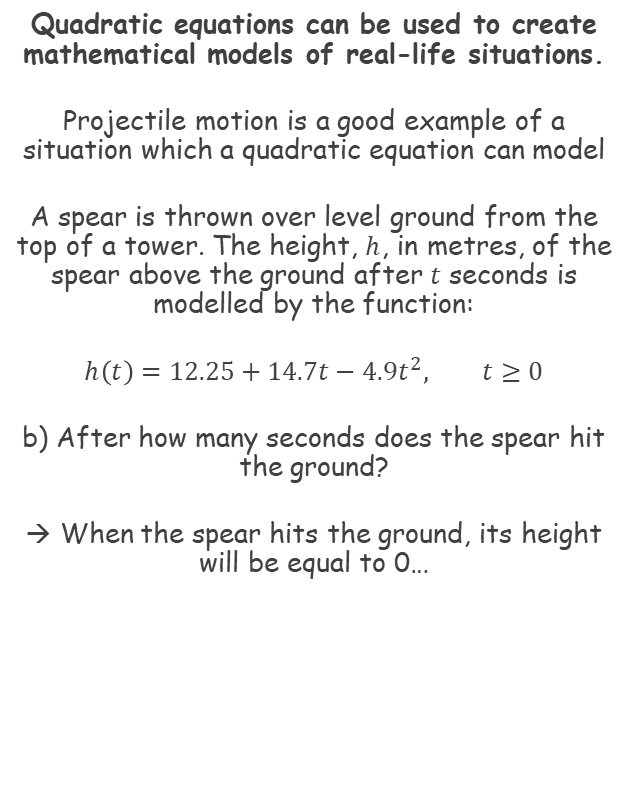 Quadratic equations can be used to create
mathematical models of real-life situations.
Projectile motion is a good example of a
situation which a quadratic equation can model
A spear is thrown over level ground from the
top of a tower. The height, h, in metres, of the
spear above the ground after t seconds is
modelled by the function:
h(t) = 12.25 + 14.7t − 4.9t², t ≥ 0
b) After how many seconds does the spear hit
the ground?
→ When the spear hits the ground, its height
will be equal to 0...